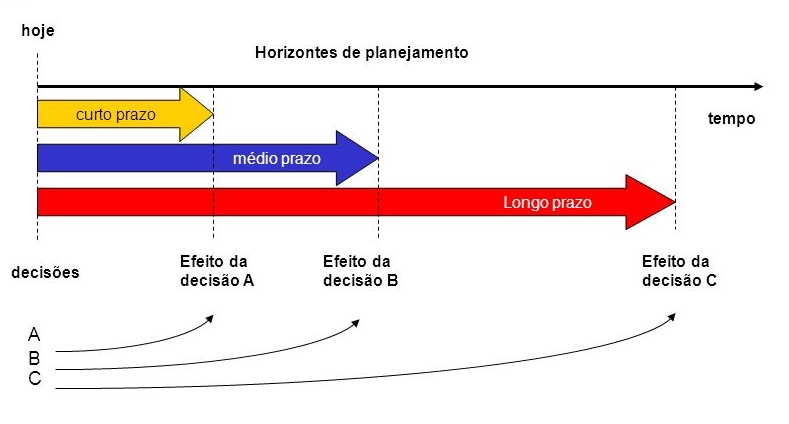 hoje
Horizontes de planejamento
curto prazo
tempo
médio prazo
Longo prazo
decisões
Efeito da
decisão A
Efeito da
decisão B
Efeito da
decisão C
A
B
C